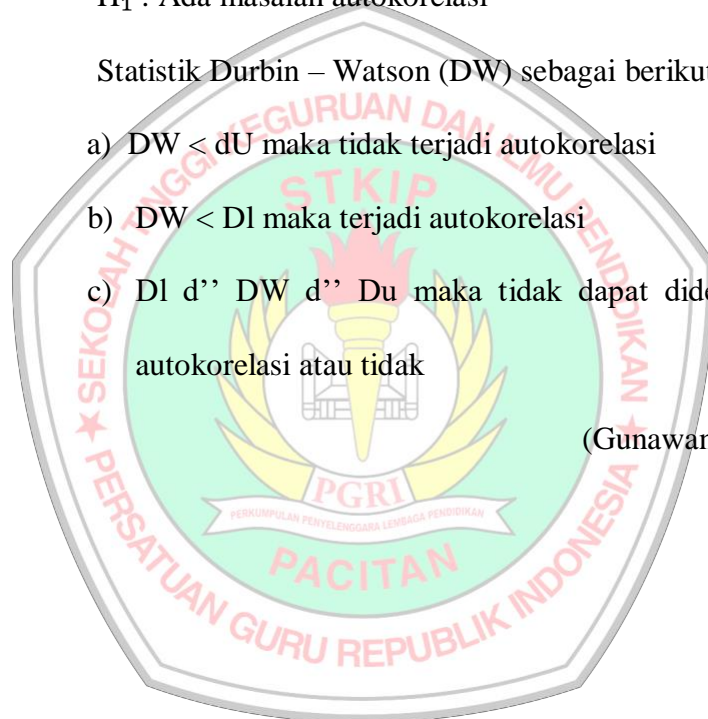 H1 : Ada masalah autokorelasi
Statistik Durbin – Watson (DW) sebagai berikut
a) DW < dU maka tidak terjadi autokorelasi
b) DW < Dl maka terjadi autokorelasi
c) Dl d’’ DW d’’ Du maka tidak dapat dide
autokorelasi atau tidak
(Gunawan
SEKOLAH TINGGI KEGURUAN DAN ILMU PENDIDIKAN
STKIP
PGRI
PERKUMPULAN PENYELENGGARA LEMBAGA PENDIDIKAN
PACITAN
PERSATUAN GURU REPUBLIK INDONESIA